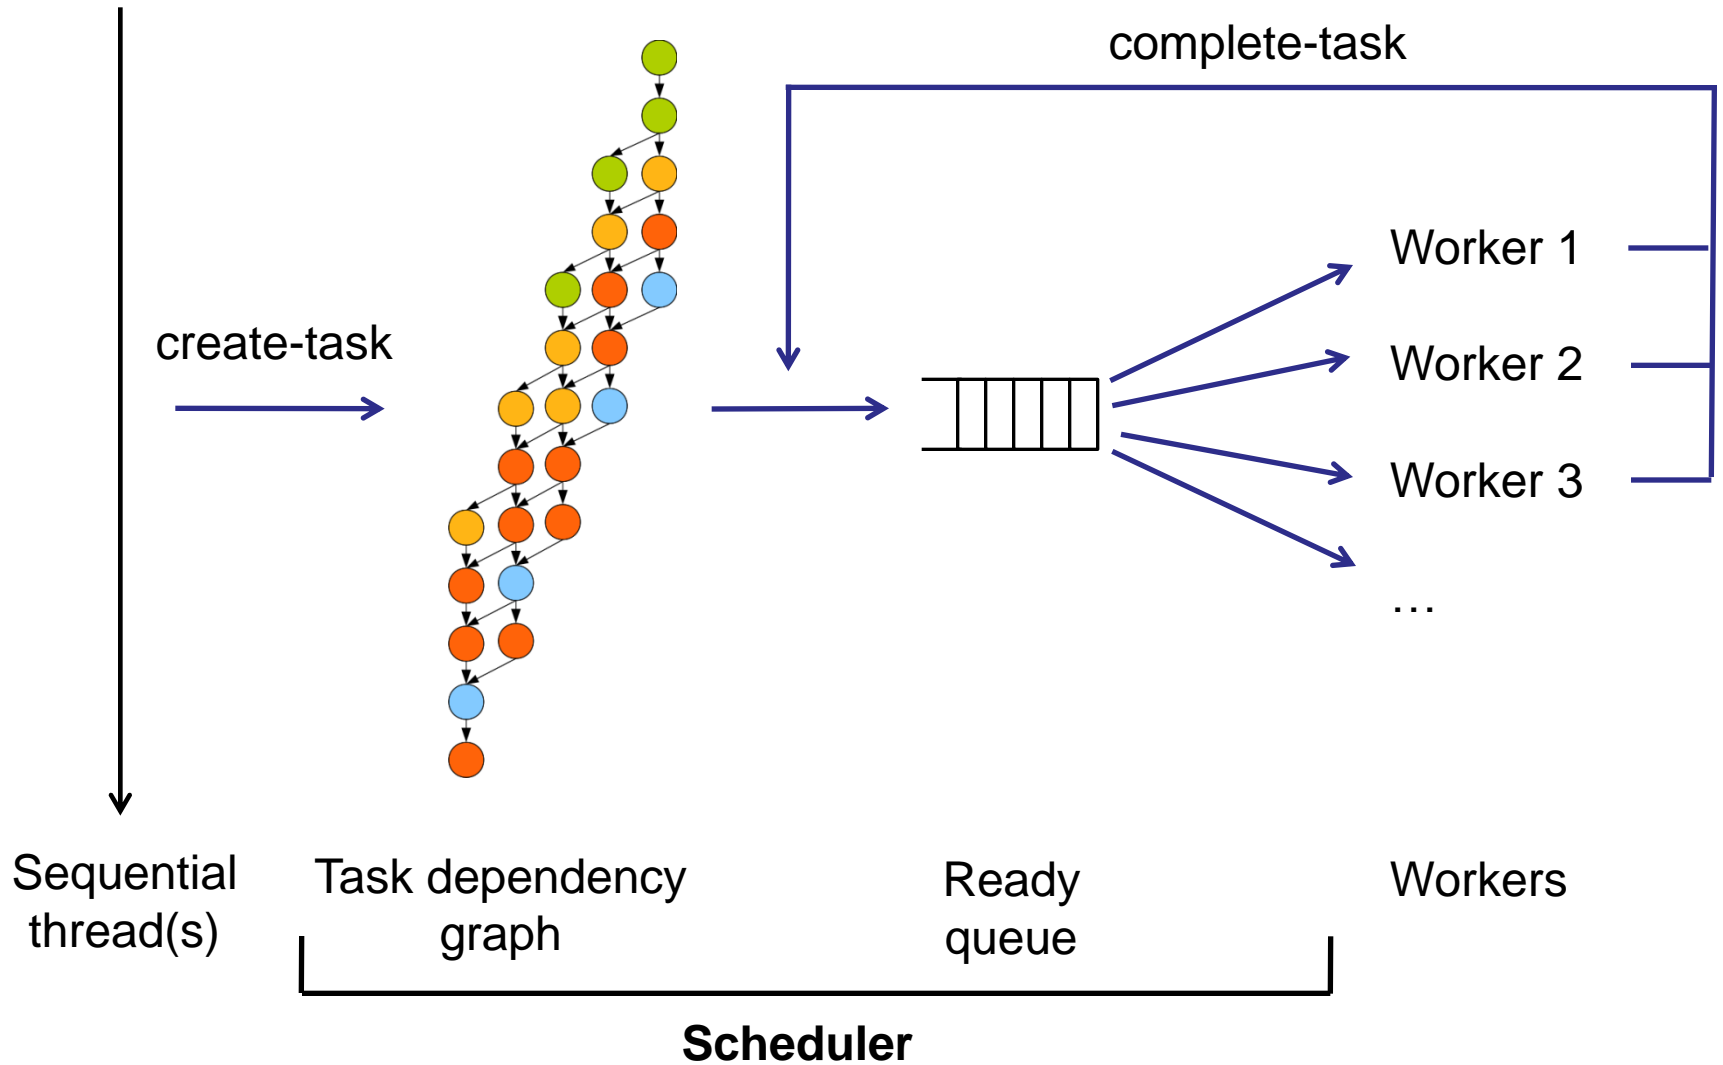 complete-task
create-task
Worker 1
Worker 2
Worker 3
…
Sequential
thread(s)
Task dependency
graph
Ready
queue
Workers
Scheduler